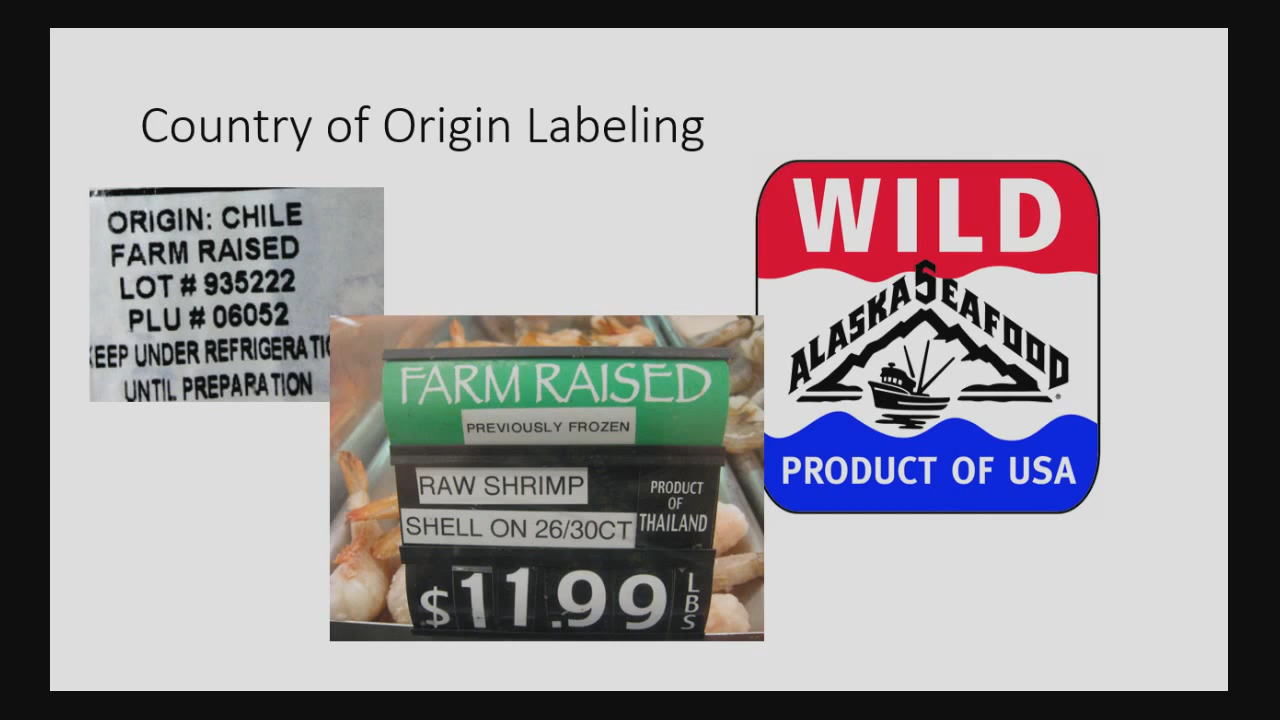 Country of Origin Labeling
ORIGIN: CHILE
FARM RAISED
LOT # 935222
PLU # 06052
KEEP UNDER REFRIGERATI
UNTIL PREPARATION
FARM RAISED
PREVIOUSLY FROZEN
RAW SHRIMP
SHELL ON 26/30CT
PRODUCT
OF
THAILAND
$11.99 LBS
WILD
ALASKA SEAFOOD
PRODUCT OF USA